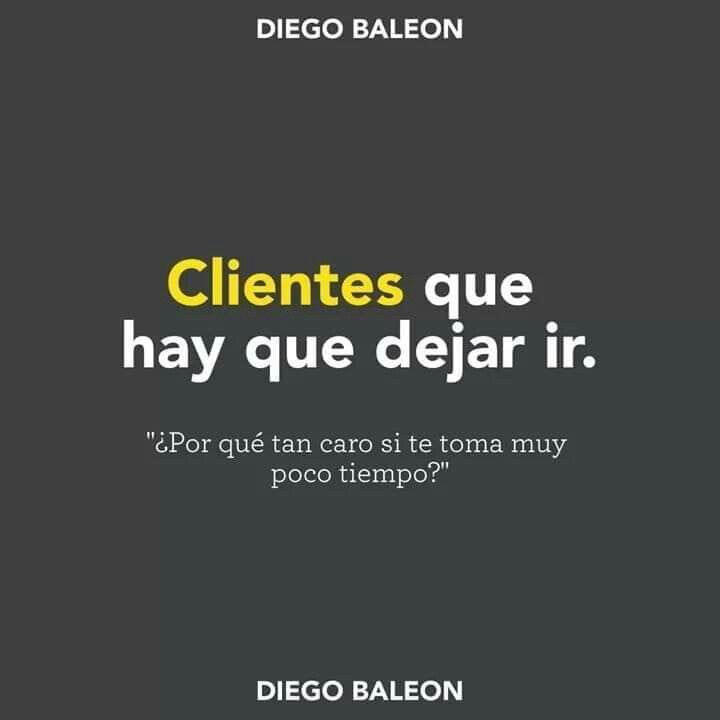 DIEGO BALEON
Clientes que
hay que dejar ir.
"¿Por qué tan caro si te toma muy
poco tiempo?"
DIEGO BALEON